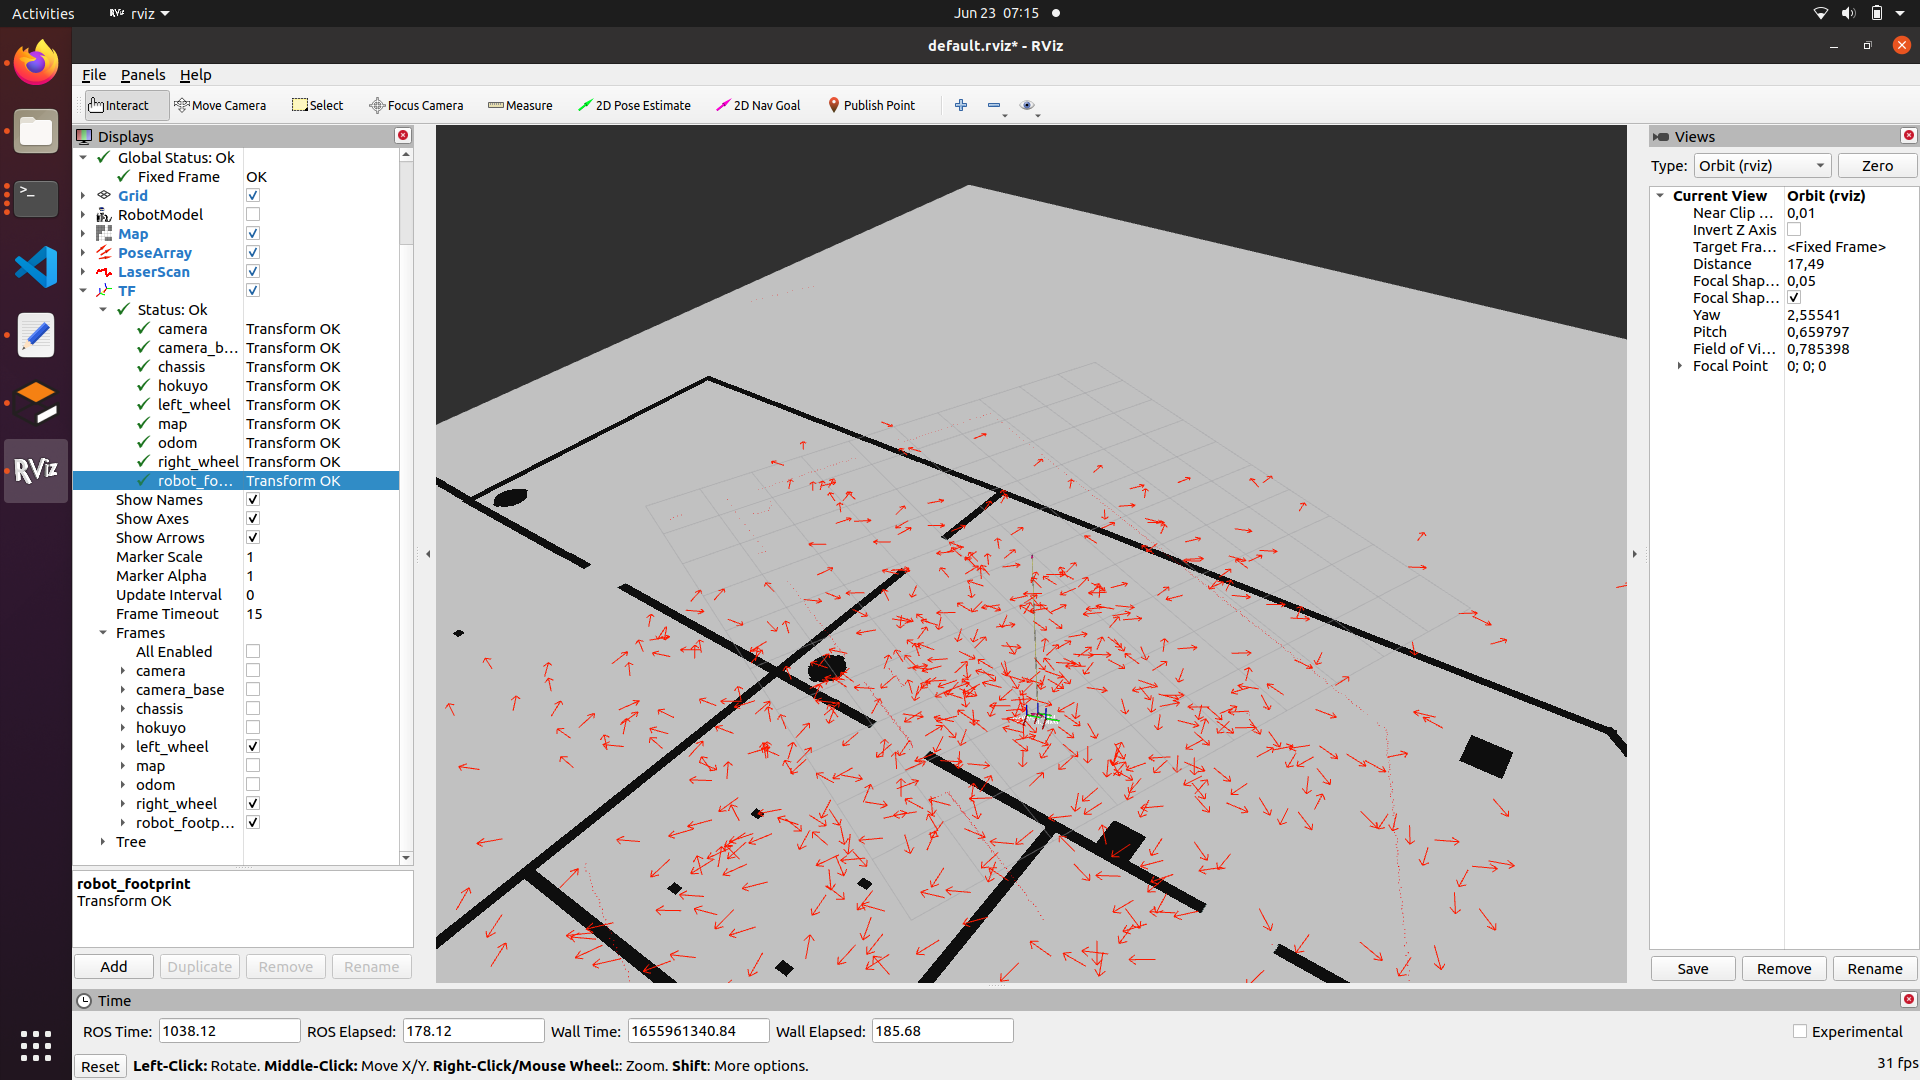 Activities
rviz
Jun 23 07:15
default.rviz* - RViz
File Panels Help
Interact Move Camera Select Focus Camera Measure 2D Pose Estimate 2D Nav Goal Publish Point
Displays
Global Status: Ok
Fixed Frame OK
Grid
RobotModel
Map
PoseArray
LaserScan
TF
Status: Ok
camera Transform OK
camera_b... Transform OK
chassis Transform OK
hokuyo Transform OK
left_wheel Transform OK
map Transform OK
odom Transform OK
right_wheel Transform OK
robot_fo... Transform OK
Show Names
Show Axes
Show Arrows
Marker Scale 1
Marker Alpha 1
Update Interval 0
Frame Timeout 15
Frames
All Enabled
camera
camera_base
chassis
hokuyo
left_wheel
map
odom
right_wheel
robot_footp...
Tree
robot_footprint
Transform OK
Add Duplicate Remove Rename
Views
Type: Orbit (rviz) Zero
Current View Orbit (rviz)
Near Clip ... 0,01
Invert Z Axis
Target Fra... <Fixed Frame>
Distance 17,49
Focal Shap... 0,05
Focal Shap...
Yaw 2,55541
Pitch 0,659797
Field of Vi... 0,785398
Focal Point 0; 0; 0
Save Remove Rename
RViz
Time
ROS Time: 1038.12 ROS Elapsed: 178.12 Wall Time: 1655961340.84 Wall Elapsed: 185.68 Experimental
Reset Left-Click: Rotate. Middle-Click: Move X/Y. Right-Click/Mouse Wheel:: Zoom. Shift: More options. 31 fps